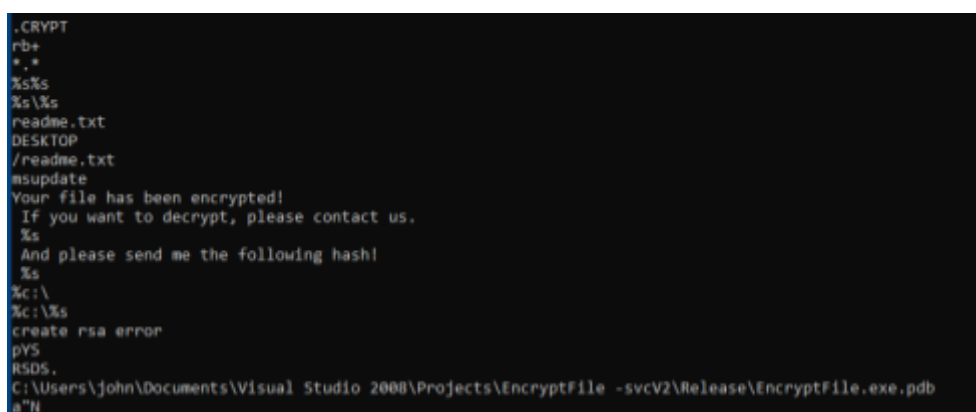 .CRYPT
rb+
*.*
%s%s
%s\%s
readme.txt
DESKTOP
/readme.txt
msupdate
Your file has been encrypted!
If you want to decrypt, please contact us.
%s
And please send me the following hash!
%s
%c:\
%c:\%s
create rsa error
pYS
RSDS.
C:\Users\john\Documents\Visual Studio 2008\Projects\EncryptFile -svcV2\Release\EncryptFile.exe.pdb
a"N